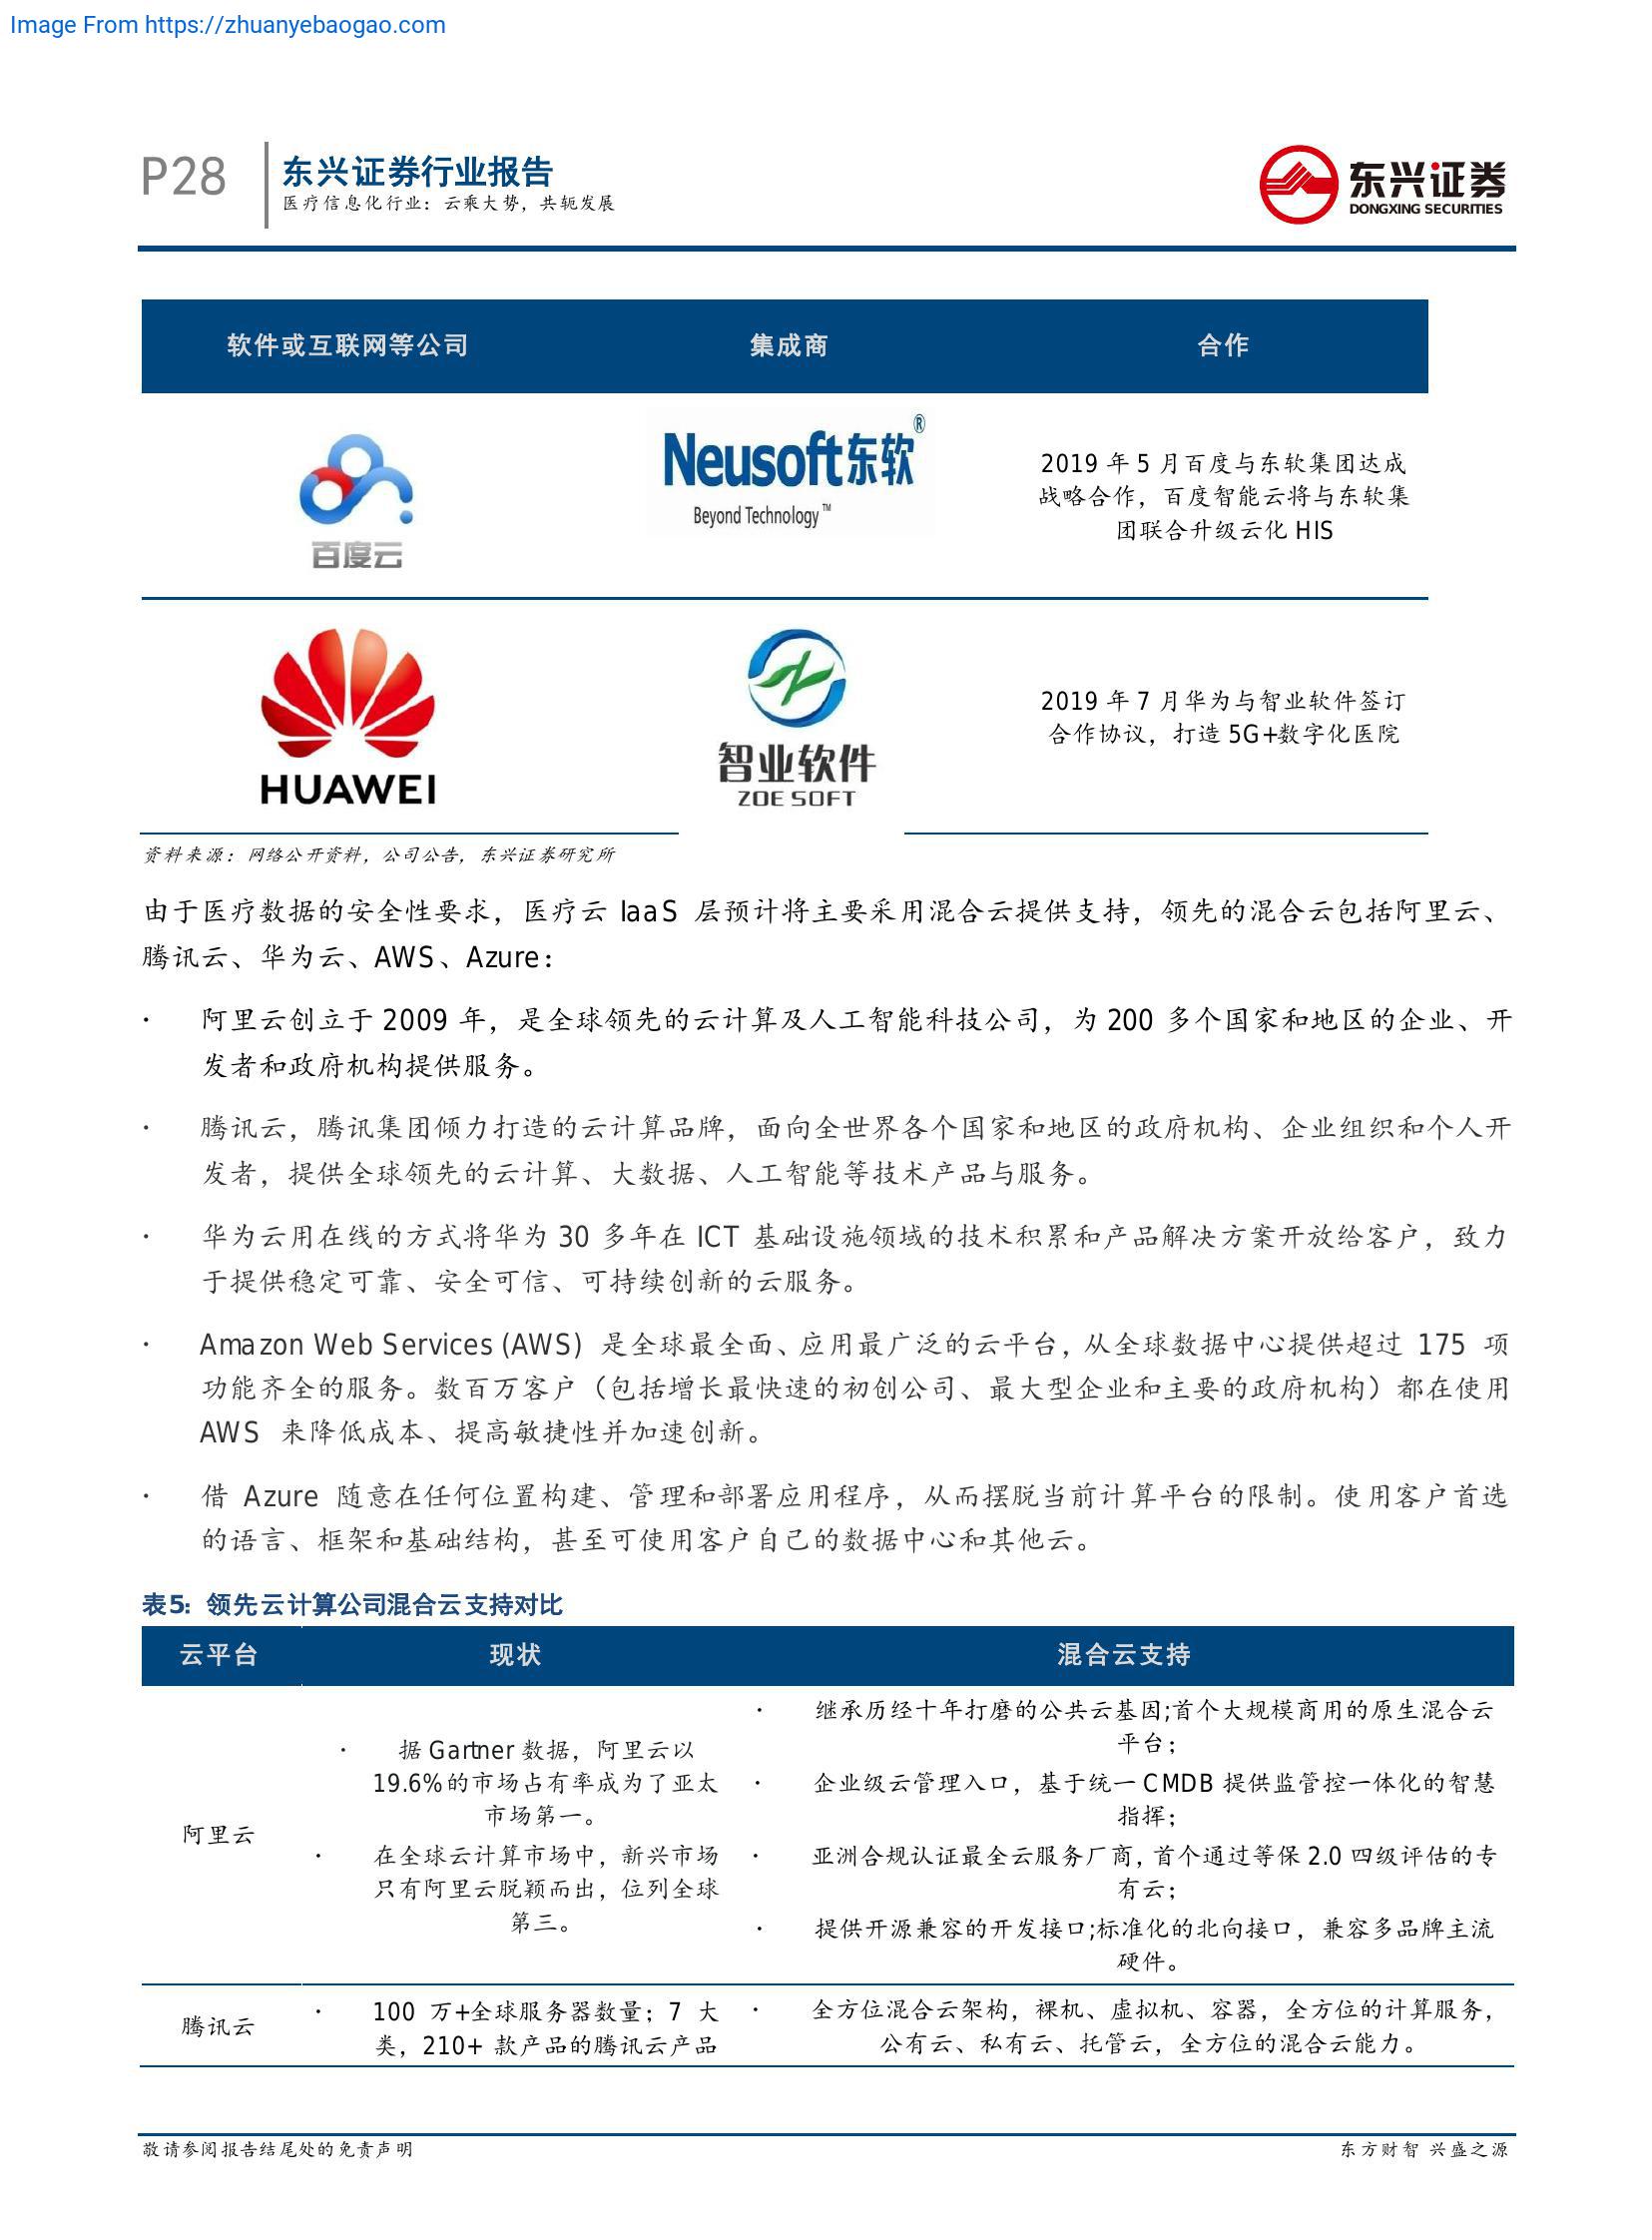 Image From https://zhuanyebaogao.com
P28
东兴证券行业报告
医疗信息化行业：云乘大势，共轭发展
东兴证券
DONGXING SECURITIES
软件或互联网等公司 集成商 合作
百度云
Neusoft东软®
Beyond Technology™
2019 年 5 月百度与东软集团达成
战略合作，百度智能云将与东软集
团联合升级云化 HIS
HUAWEI
智业软件
ZOE SOFT
2019 年 7 月华为与智业软件签订
合作协议，打造 5G+数字化医院
资料来源：网络公开资料，公司公告，东兴证券研究所
由于医疗数据的安全性要求，医疗云 IaaS 层预计将主要采用混合云提供支持，领先的混合云包括阿里云、
腾讯云、华为云、AWS、Azure：
· 阿里云创立于 2009 年，是全球领先的云计算及人工智能科技公司，为 200 多个国家和地区的企业、开
发者和政府机构提供服务。
· 腾讯云，腾讯集团倾力打造的云计算品牌，面向全世界各个国家和地区的政府机构、企业组织和个人开
发者，提供全球领先的云计算、大数据、人工智能等技术产品与服务。
· 华为云用在线的方式将华为 30 多年在 ICT 基础设施领域的技术积累和产品解决方案开放给客户，致力
于提供稳定可靠、安全可信、可持续创新的云服务。
· Amazon Web Services (AWS) 是全球最全面、应用最广泛的云平台，从全球数据中心提供超过 175 项
功能齐全的服务。数百万客户（包括增长最快速的初创公司、最大型企业和主要的政府机构）都在使用
AWS 来降低成本、提高敏捷性并加速创新。
· 借 Azure 随意在任何位置构建、管理和部署应用程序，从而摆脱当前计算平台的限制。使用客户首选
的语言、框架和基础结构，甚至可使用客户自己的数据中心和其他云。
表5：领先云计算公司混合云支持对比
云平台 现状 混合云支持
阿里云
· 据 Gartner 数据，阿里云以
19.6%的市场占有率成为了亚太
市场第一。
· 在全球云计算市场中，新兴市场
只有阿里云脱颖而出，位列全球
第三。
· 继承历经十年打磨的公共云基因;首个大规模商用的原生混合云
平台；
· 企业级云管理入口，基于统一 CMDB 提供监管控一体化的智慧
指挥；
· 亚洲合规认证最全云服务厂商，首个通过等保 2.0 四级评估的专
有云；
· 提供开源兼容的开发接口;标准化的北向接口，兼容多品牌主流
硬件。
腾讯云
· 100 万+全球服务器数量；7 大
类，210+ 款产品的腾讯云产品
· 全方位混合云架构，裸机、虚拟机、容器，全方位的计算服务，
公有云、私有云、托管云，全方位的混合云能力。
敬请参阅报告结尾处的免责声明
东方财智 兴盛之源